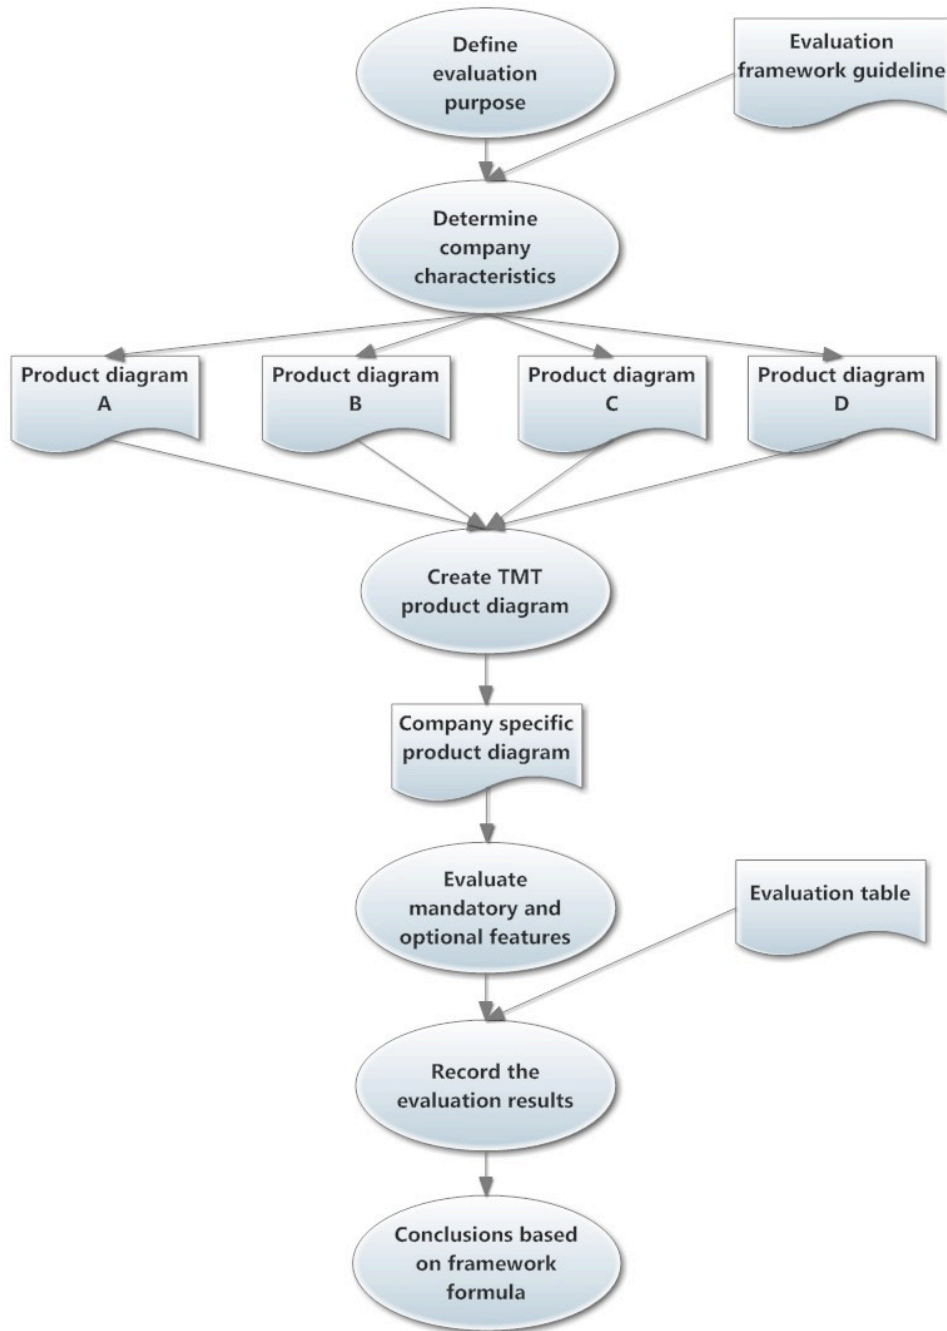 Define
evaluation
purpose
Evaluation
framework guideline
Determine
company
characteristics
Product diagram
A
Product diagram
B
Product diagram
C
Product diagram
D
Create TMT
product diagram
Company specific
product diagram
Evaluate
mandatory and
optional features
Evaluation table
Record the
evaluation results
Conclusions based
on framework
formula